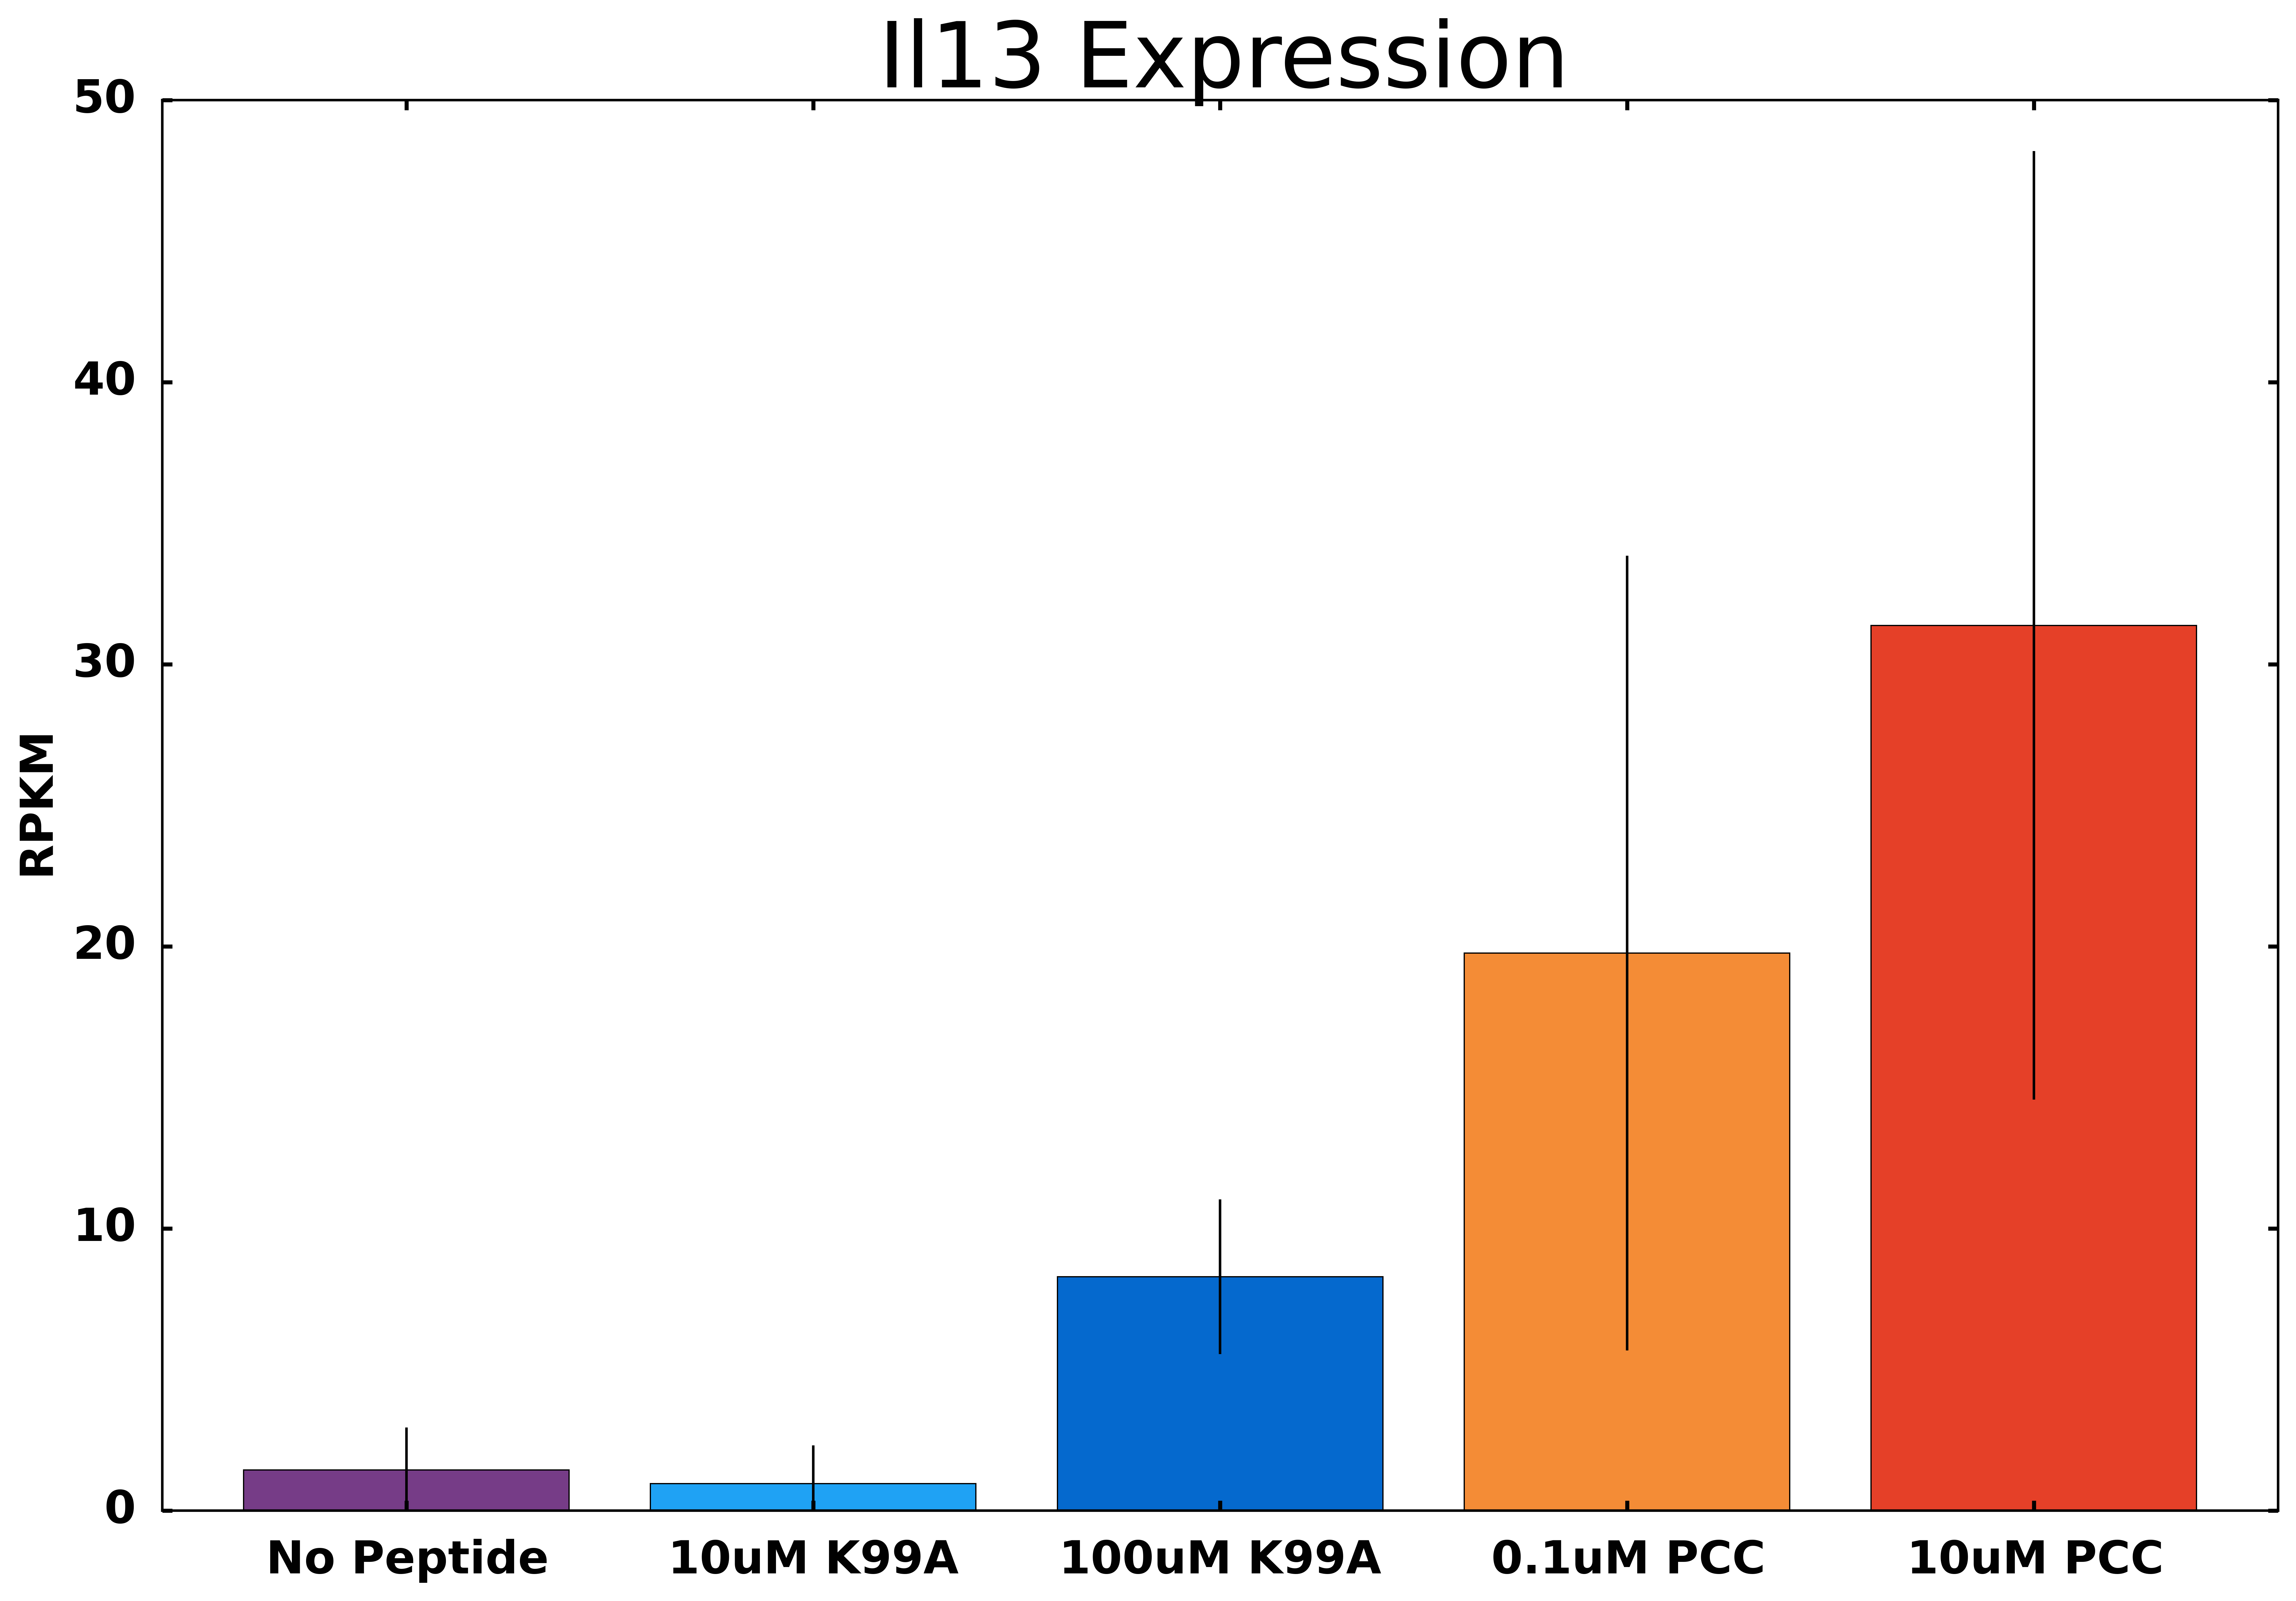 Il13 Expression
50
40
30
20
10
0
RPKM
No Peptide
10uM K99A
100uM K99A
0.1uM PCC
10uM PCC